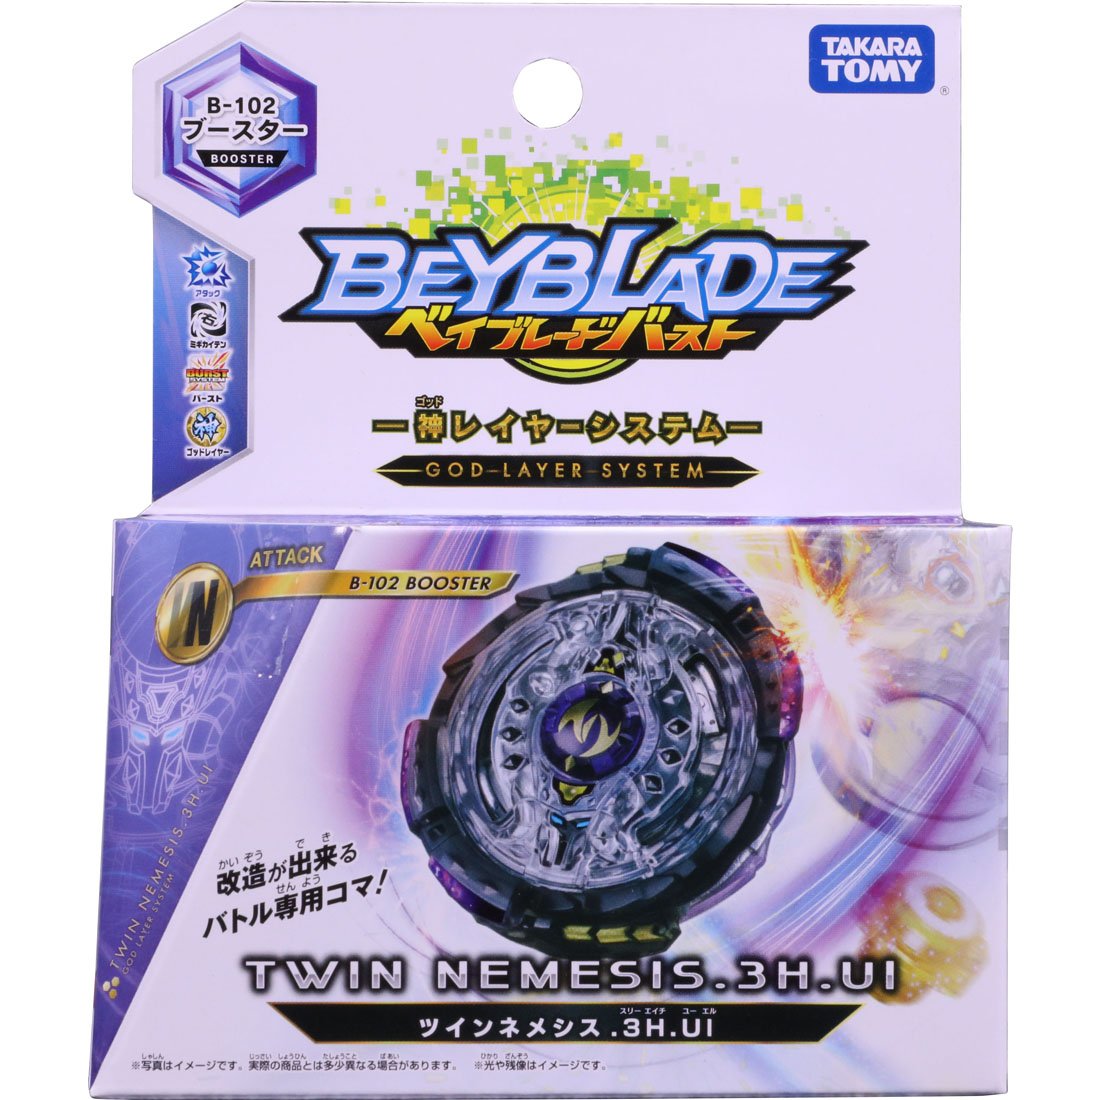 TAKARA
TOMY
®
B-102
ブースター
BOOSTER
アタック
右
ミギカイテン
BURST
SYSTEM
バースト
神
ゴッドレイヤー
BEYBLADE
ベイブレードバースト
ゴッド
神レイヤーシステム
GOD LAYER SYSTEM
ATTACK
B-102 BOOSTER
TWIN NEMESIS.3H.Ul
GOD LAYER SYSTEM
かいぞう でき
改造が出来る
せんよう
バトル専用コマ!
TWIN NEMESIS.3H.Ul
スリー エイチ ユー エル
ツインネメシス.3H.Ul
しゃしん じっさい しょうひん たしょうこと ばあい ひかり ざんぞう
※写真はイメージです。実際の商品とは多少異なる場合があります。 ※光や残像はイメージです。